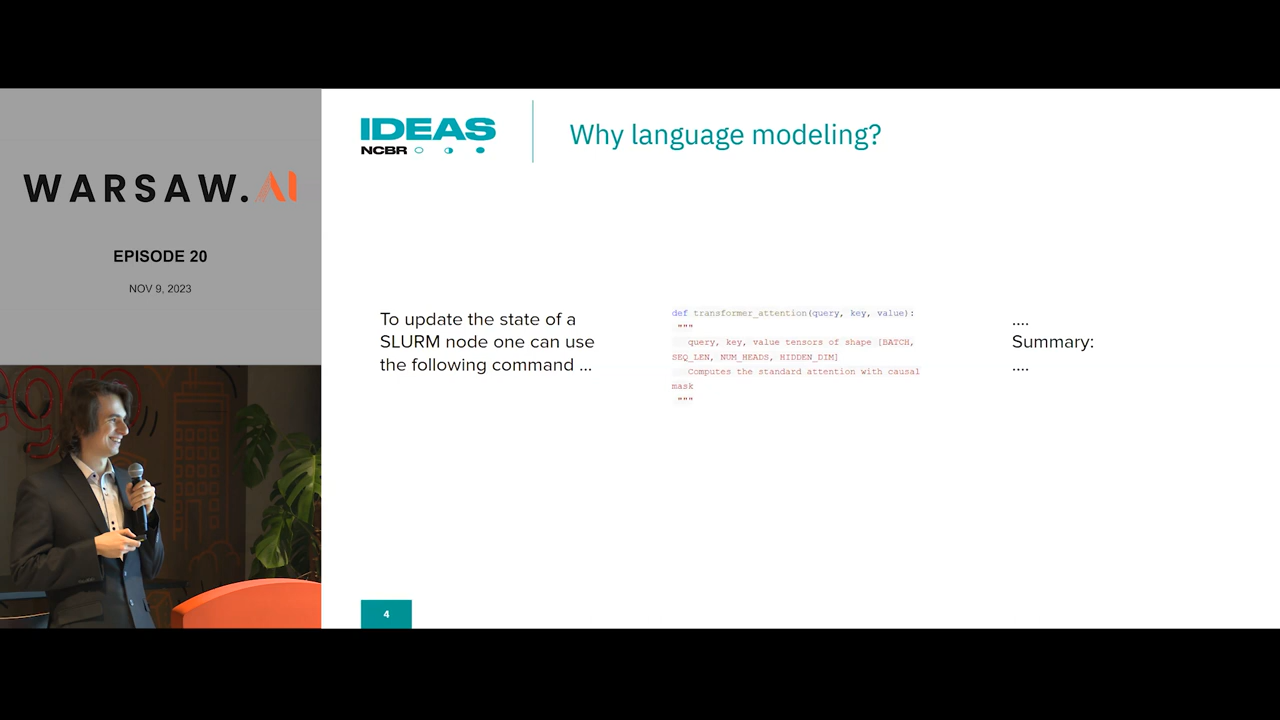 WARSAW.AI
EPISODE 20
NOV 9, 2023
IDEAS
NCBR
Why language modeling?
To update the state of a
SLURM node one can use
the following command ...
def transformer_attention(query, key, value):
"""
query, key, value tensors of shape [BATCH,
SEQ_LEN, NUM_HEADS, HIDDEN_DIM]
Computes the standard attention with causal
mask
"""
....
Summary:
....
4